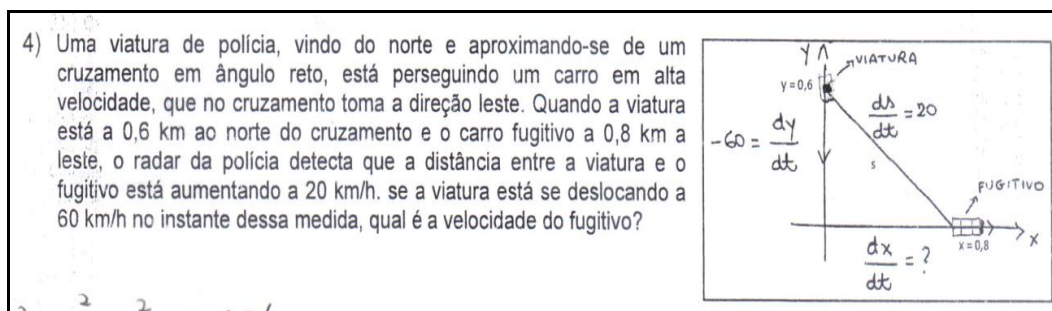 4) Uma viatura de polícia, vindo do norte e aproximando-se de um
cruzamento em ângulo reto, está perseguindo um carro em alta
velocidade, que no cruzamento toma a direção leste. Quando a viatura
está a 0,6 km ao norte do cruzamento e o carro fugitivo a 0,8 km a
leste, o radar da polícia detecta que a distância entre a viatura e o
fugitivo está aumentando a 20 km/h. se a viatura está se deslocando a
60 km/h no instante dessa medida, qual é a velocidade do fugitivo?
Y
VIATURA
y=0,6
ds/dt = 20
-60 = dy/dt
s
FUGITIVO
x=0,8
X
dx/dt = ?
2 2